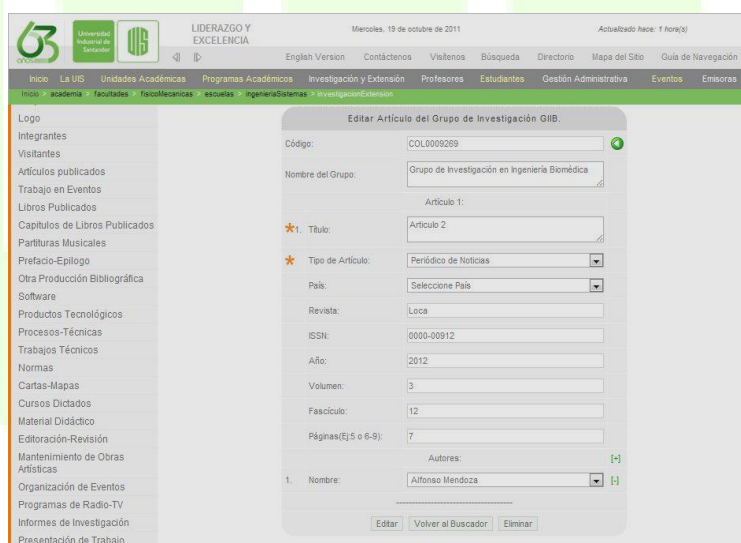 63
años
Universidad
Industrial de
Santander
UIS
LIDERAZGO Y
EXCELENCIA
Miercoles, 19 de octubre de 2011
Actualizado hace: 1 hora(s)
English Version Contáctenos Visítenos Búsqueda Directorio Mapa del Sitio Guía de Navegación
Inicio La UIS Unidades Académicas Programas Académicos Investigación y Extensión Profesores Estudiantes Gestión Administrativa Eventos Emisoras
Inicio > academia > facultades > fisicoMecanicas > escuelas > ingenieriaSistemas > investigacionExtension
Logo
Integrantes
Visitantes
Artículos publicados
Trabajo en Eventos
Libros Publicados
Capitulos de Libros Publicados
Partituras Musicales
Prefacio-Epilogo
Otra Producción Bibliográfica
Software
Productos Tecnológicos
Procesos-Técnicas
Trabajos Técnicos
Normas
Cartas-Mapas
Cursos Dictados
Material Didáctico
Editoración-Revisión
Mantenimiento de Obras
Artísticas
Organización de Eventos
Programas de Radio-TV
Informes de Investigación
Presentación de Trabajo
Editar Artículo del Grupo de Investigación GIIB.
Código: COL0009269
Nombre del Grupo: Grupo de Investigación en Ingeniería Biomédica
Artículo 1:
*1. Título: Articulo 2
* Tipo de Artículo: Periódico de Noticias
País: Seleccione País
Revista: Loca
ISSN: 0000-00912
Año: 2012
Volumen: 3
Fascículo: 12
Páginas(Ej:5 o 6-9): 7
Autores: [+]
1. Nombre: Alfonso Mendoza [-]
Editar Volver al Buscador Eliminar